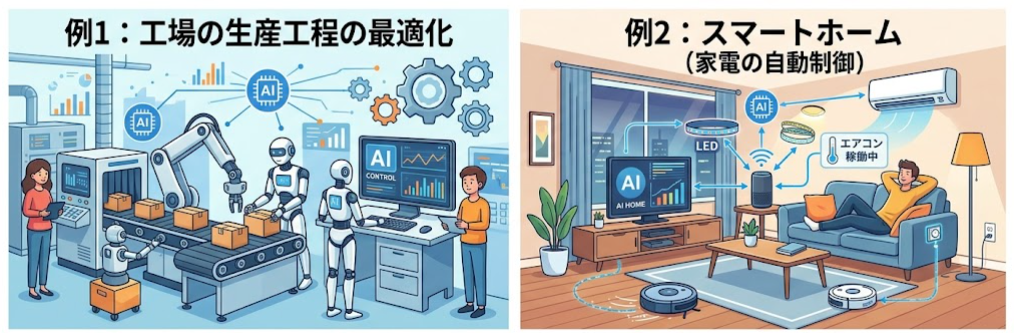 例1:工場の生産工程の最適化
AI
AI
AI
CONTROL
例2:スマートホーム
(家電の自動制御)
AI
LED
エアコン
稼働中
AI
AI HOME